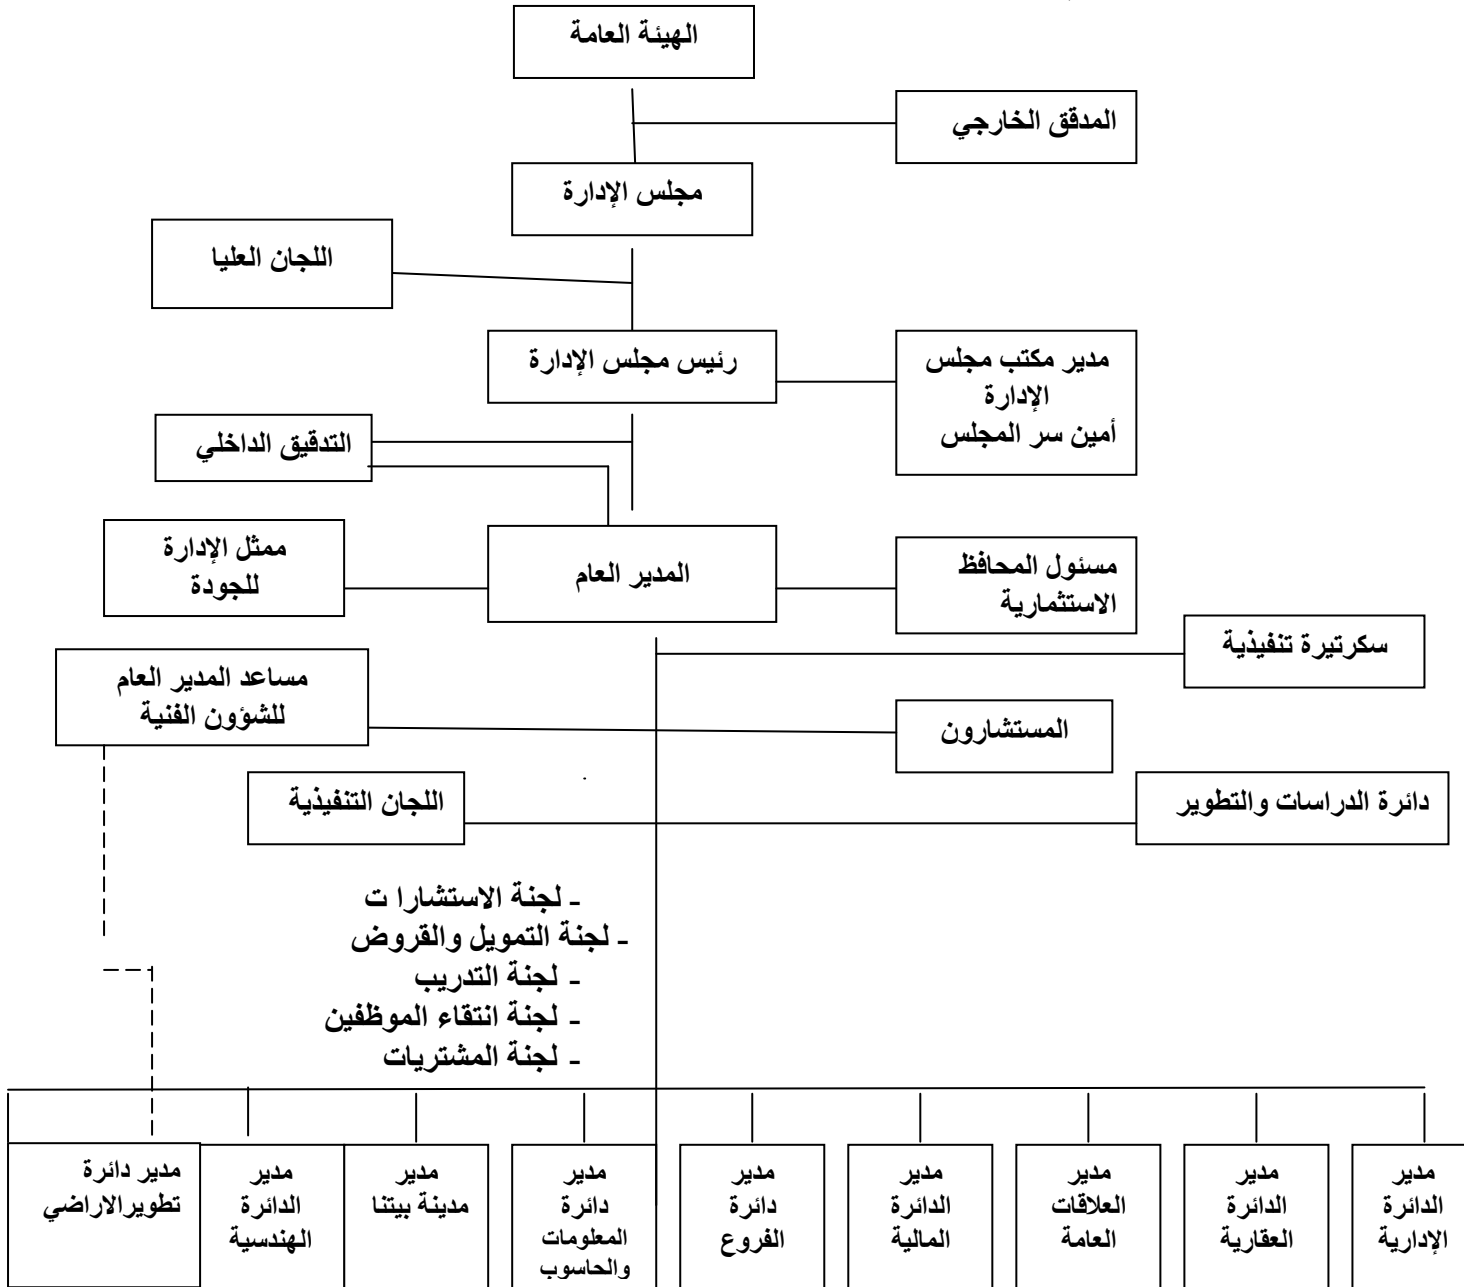 الهيئة العامة
المدقق الخارجي
مجلس الإدارة
اللجان العليا
رئيس مجلس الإدارة
مدير مكتب مجلس
الإدارة
أمين سر المجلس
التدقيق الداخلي
ممثل الإدارة
للجودة
المدير العام
مسئول المحافظ
الاستثمارية
سكرتيرة تنفيذية
مساعد المدير العام
للشؤون الفنية
المستشارون
اللجان التنفيذية
دائرة الدراسات والتطوير
- لجنة الاستشارا ت
- لجنة التمويل والقروض
- لجنة التدريب
- لجنة انتقاء الموظفين
- لجنة المشتريات
مدير
الدائرة
الإدارية
مدير
الدائرة
العقارية
مدير
العلاقات
العامة
مدير
الدائرة
المالية
مدير
دائرة
الفروع
مدير
دائرة
المعلومات
والحاسوب
مدير
مدينة بيتنا
مدير
الدائرة
الهندسية
مدير دائرة
تطويرالاراضي